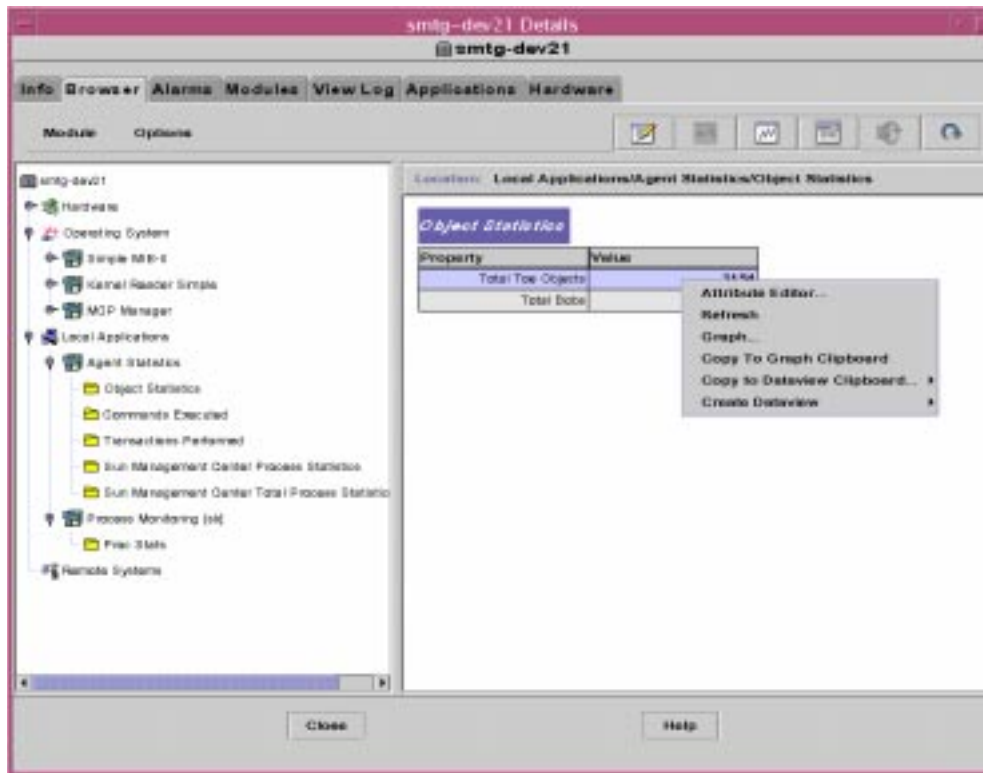 smtg-dev21 Details
smtg-dev21
Info Browser Alarms Modules View Log Applications Hardware
Module Options
smtg-dev21
Hardware
Operating System
Simple MIB-II
Kernel Reader Simple
MCP Manager
Local Applications
Agent Statistics
Object Statistics
Commands Executed
Transactions Performed
Sun Management Center Process Statistics
Sun Management Center Total Process Statistic
Process Monitoring [ok]
Proc Stats
Remote Systems
Location: Local Applications/Agent Statistics/Object Statistics
Object Statistics
Property Value
Total Toe Objects
Total Bobs
Attribute Editor...
Refresh
Graph...
Copy To Graph Clipboard
Copy to Dataview Clipboard...
Create Dataview
Close Help